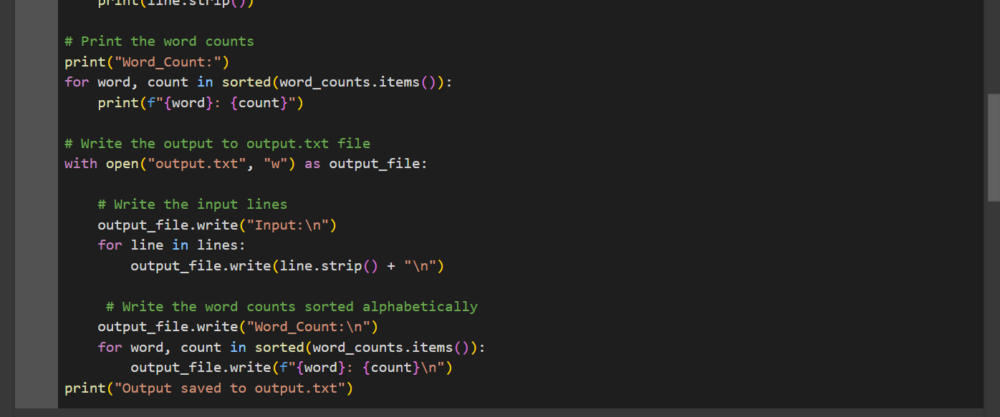 print(line.strip())

# Print the word counts
print("Word_Count:")
for word, count in sorted(word_counts.items()):
    print(f"{word}: {count}")

# Write the output to output.txt file
with open("output.txt", "w") as output_file:

    # Write the input lines
    output_file.write("Input:\n")
    for line in lines:
        output_file.write(line.strip() + "\n")

     # Write the word counts sorted alphabetically
    output_file.write("Word_Count:\n")
    for word, count in sorted(word_counts.items()):
        output_file.write(f"{word}: {count}\n")
print("Output saved to output.txt")